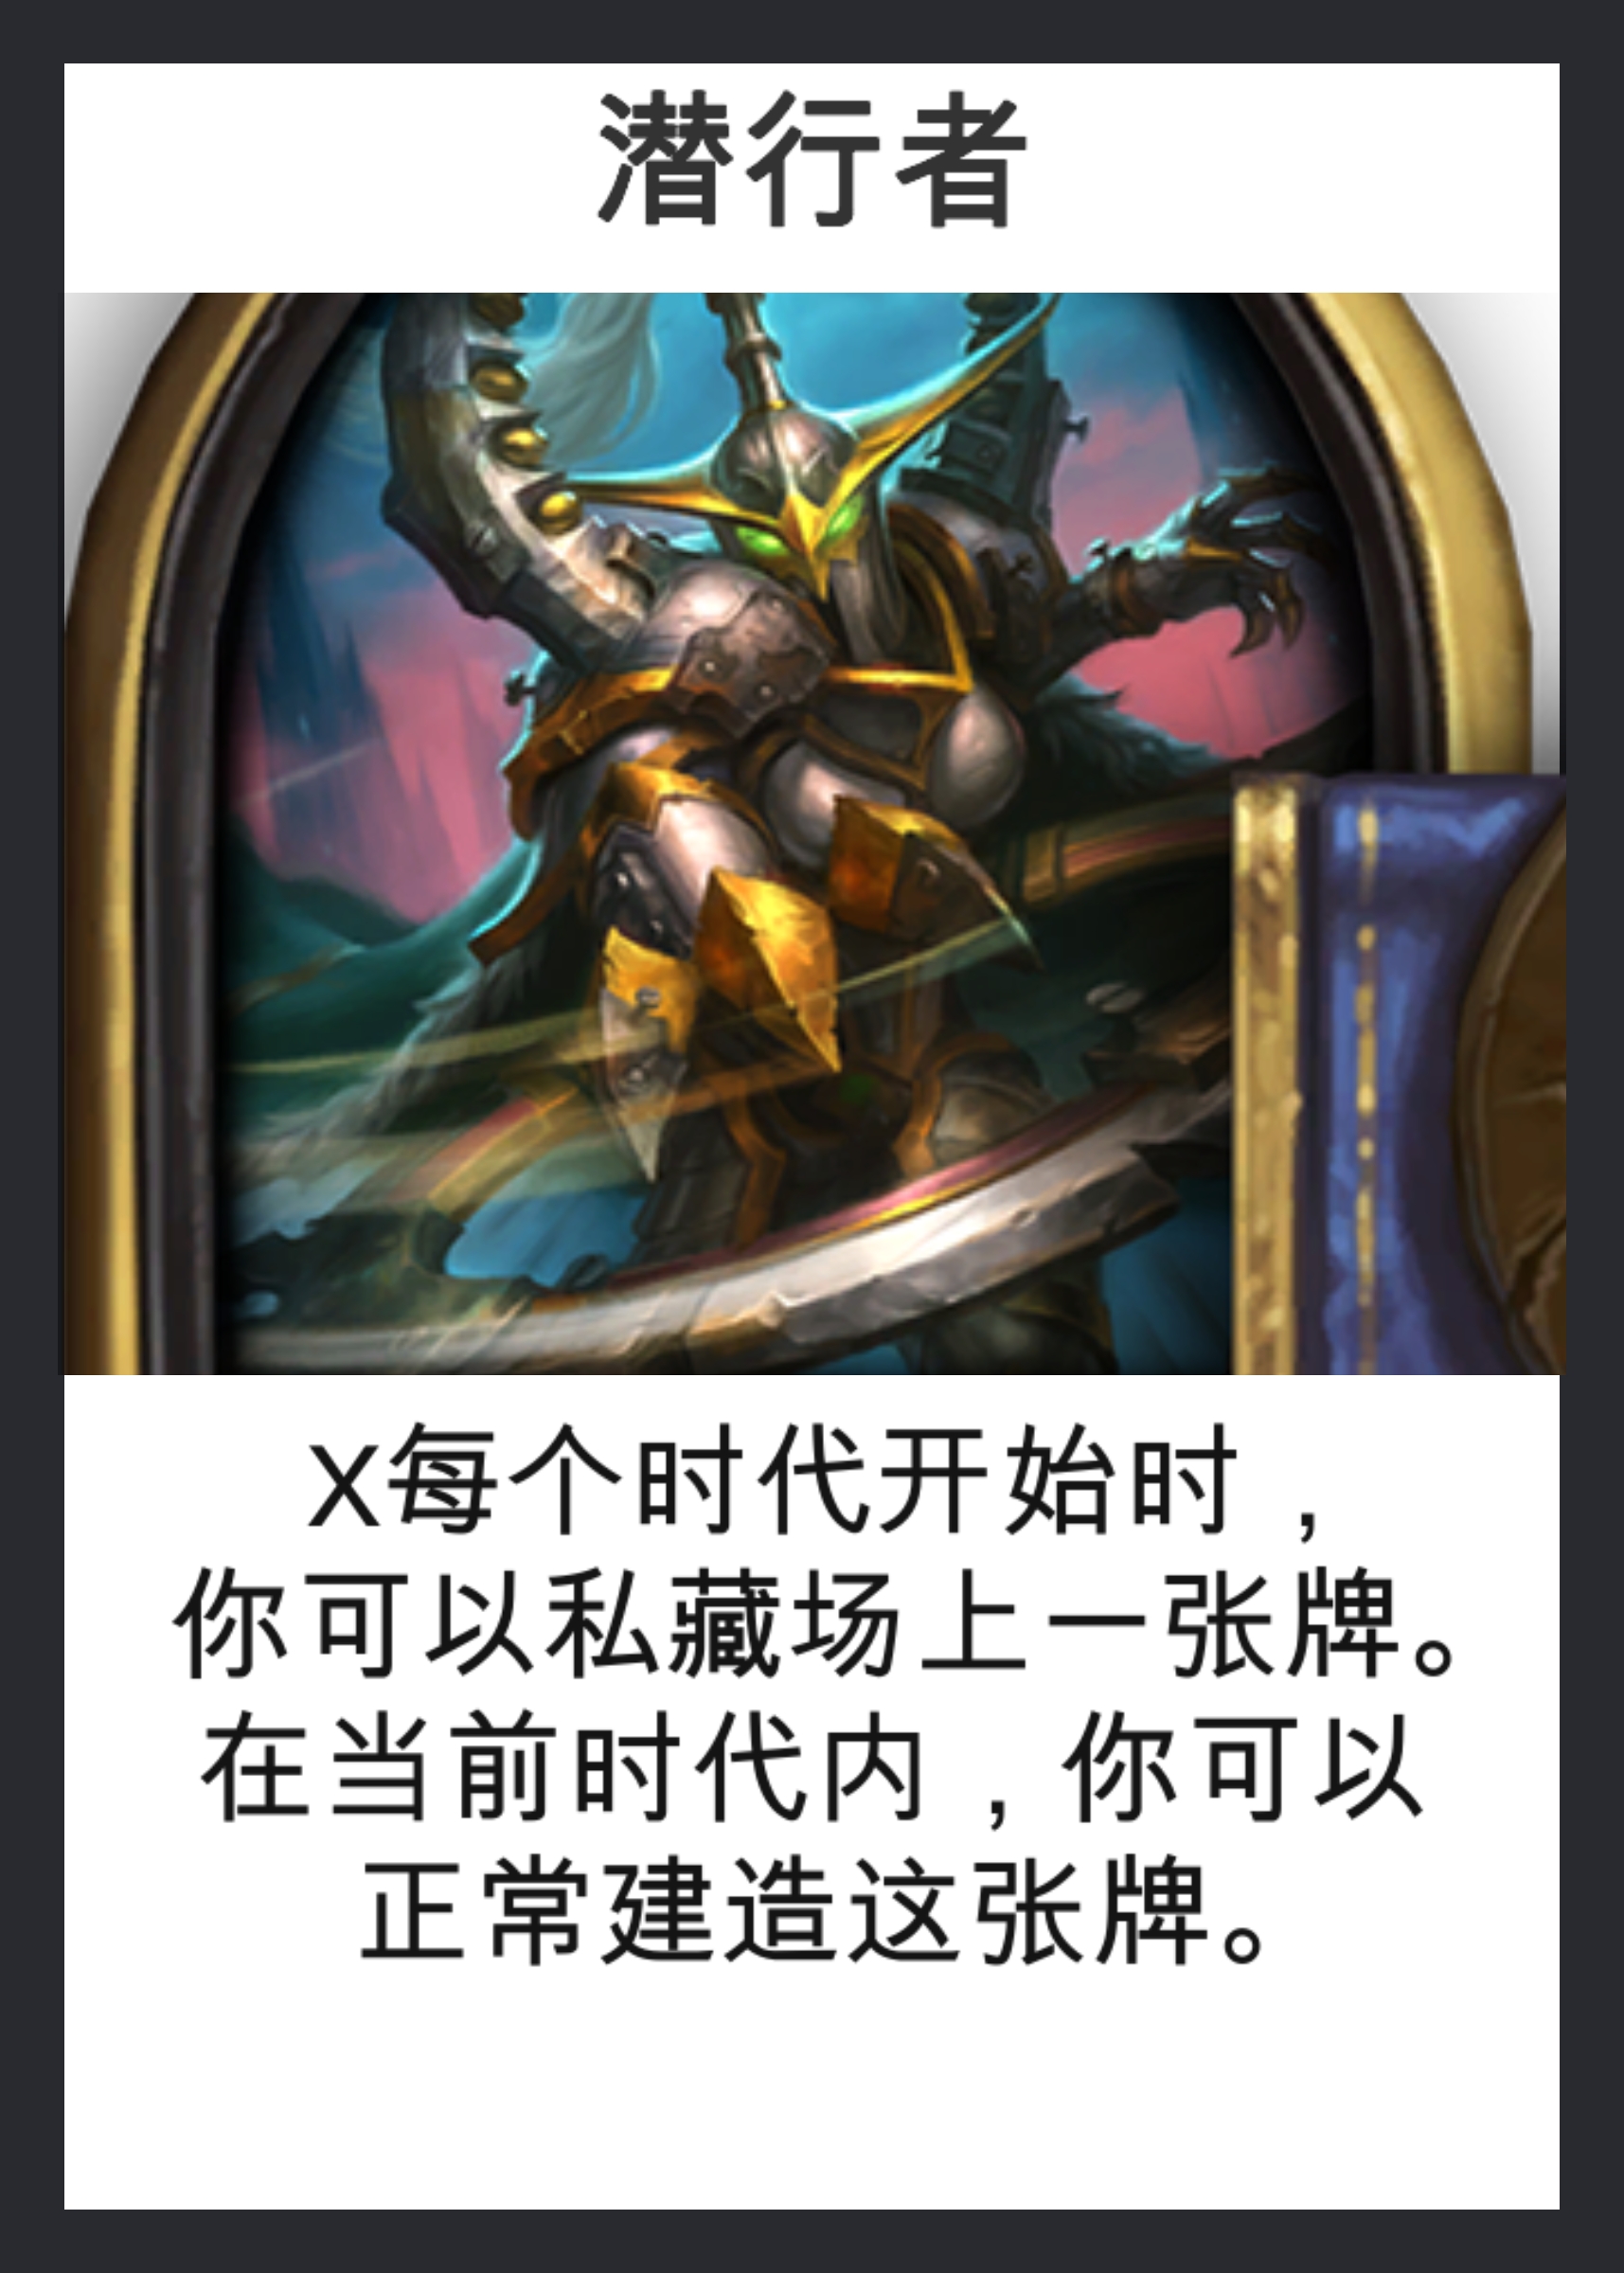 潜行者
X每个时代开始时，
你可以私藏场上一张牌。
在当前时代内，你可以
正常建造这张牌。